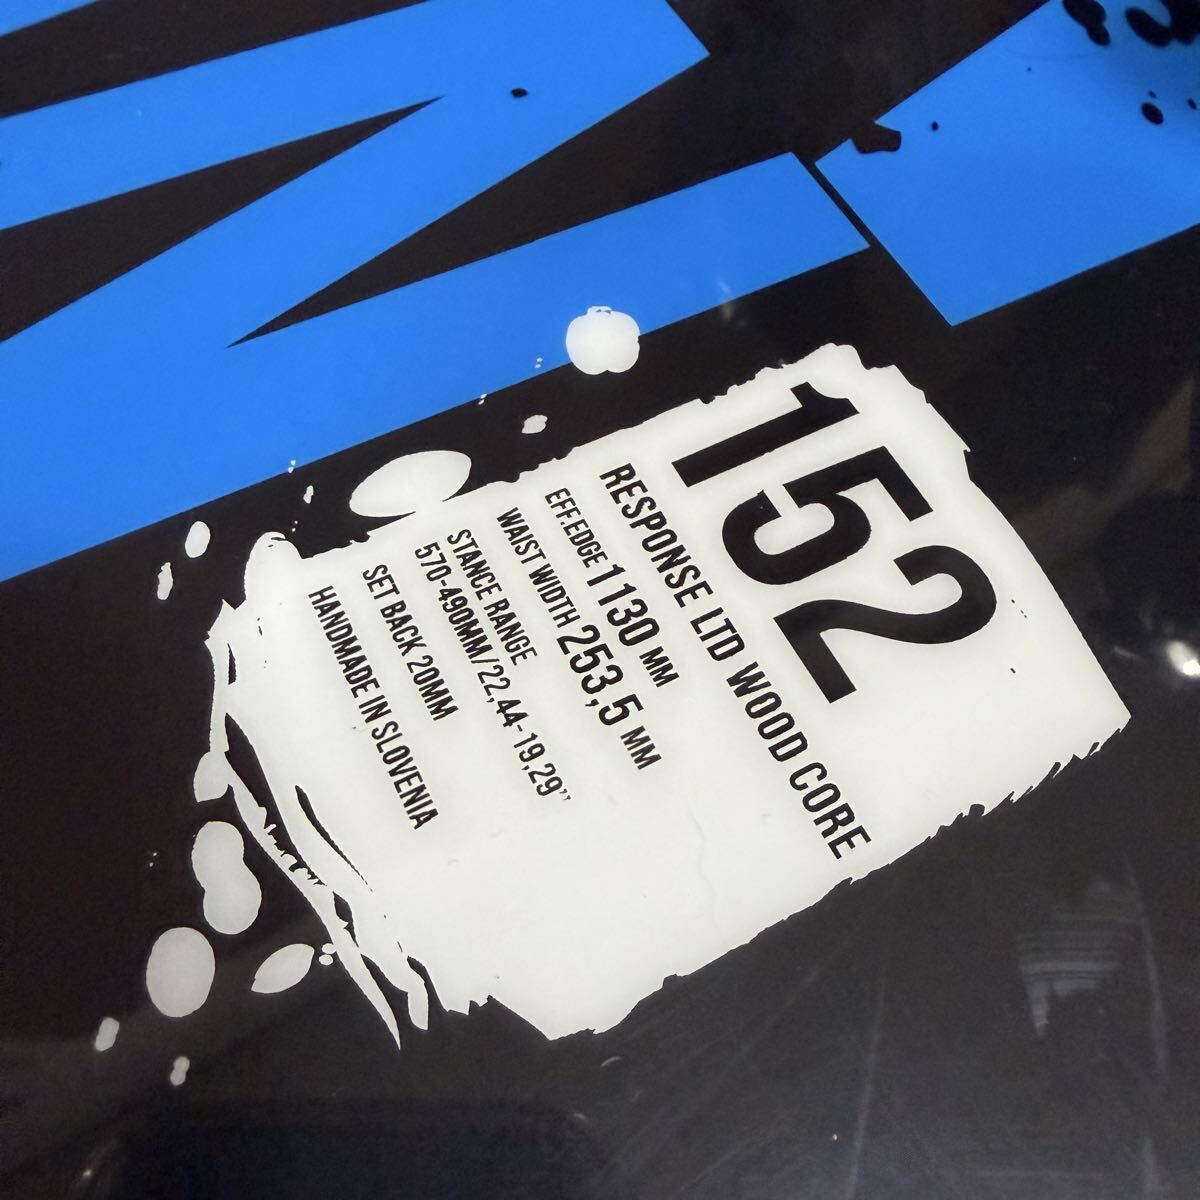 152
RESPONSE LTD WOOD CORE
EFF.EDGE 1130 MM
WAIST WIDTH 253,5 MM
STANCE RANGE
570-490MM/22,44-19,29’’
SET BACK 20MM
HANDMADE IN SLOVENIA